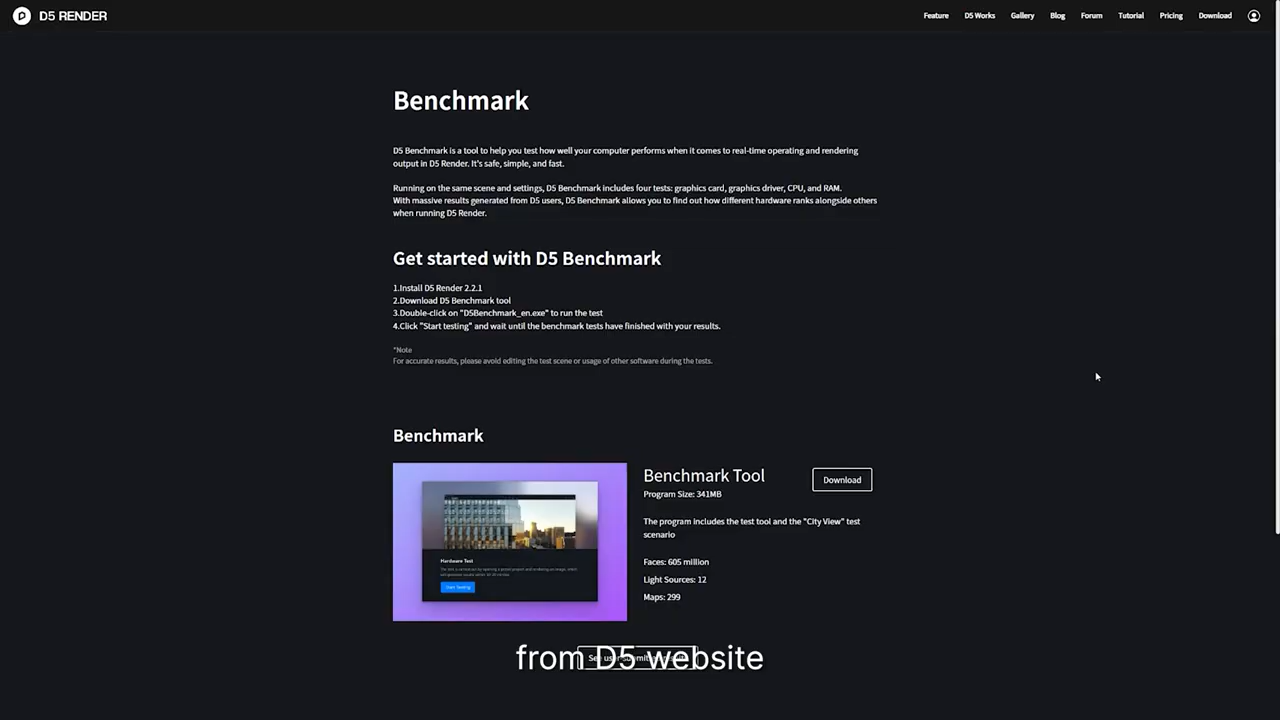 D5 RENDER
Feature D5 Works Gallery Blog Forum Tutorial Pricing Download
Benchmark
D5 Benchmark is a tool to help you test how well your computer performs when it comes to real-time operating and rendering
output in D5 Render. It's safe, simple, and fast.
Running on the same scene and settings, D5 Benchmark includes four tests: graphics card, graphics driver, CPU, and RAM.
With massive results generated from D5 users, D5 Benchmark allows you to find out how different hardware ranks alongside others
when running D5 Render.
Get started with D5 Benchmark
1.Install D5 Render 2.2.1
2.Download D5 Benchmark tool
3.Double-click on "D5Benchmark_en.exe" to run the test
4.Click "Start testing" and wait until the benchmark tests have finished with your results.
*Note
For accurate results, please avoid editing the test scene or usage of other software during the tests.
Benchmark
Hardware Test
Start Testing
Benchmark Tool
Download
Program Size: 341MB
The program includes the test tool and the "City View" test
scenario
Faces: 605 million
Light Sources: 12
Maps: 299
from D5 website